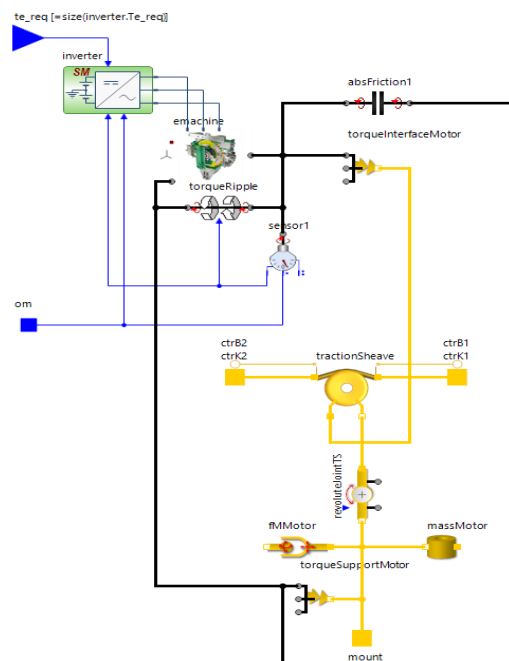 te_req [=size(inverter.Te_req)]
inverter
SM
absFriction1
emachine
torqueInterfaceMotor
torqueRipple
sensor1
om
ctrB2
ctrK2
tractionSheave
ctrB1
ctrK1
revoluteJointTS
fMMotor
massMotor
torqueSupportMotor
mount